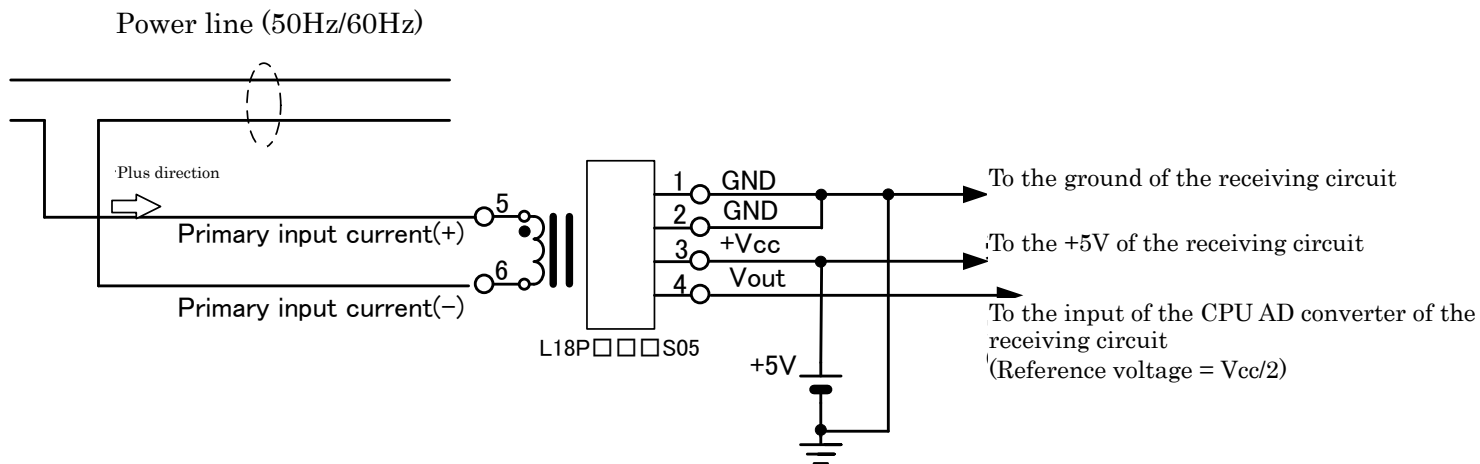 Power line (50Hz/60Hz)
Plus direction
5
Primary input current(+)
6
Primary input current(-)
L18P□□□S05
1 GND
2 GND
3 +Vcc
4 Vout
+5V
To the ground of the receiving circuit
To the +5V of the receiving circuit
To the input of the CPU AD converter of the
receiving circuit
(Reference voltage = Vcc/2)